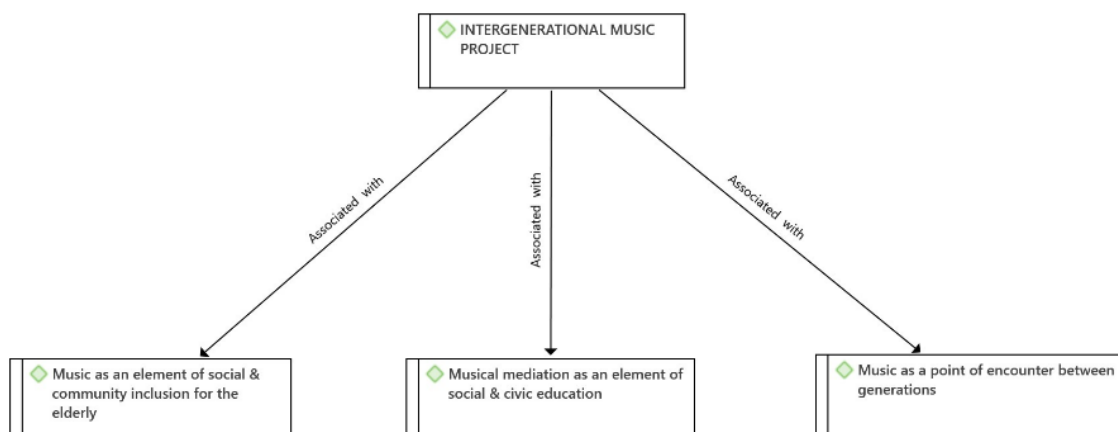 INTERGENERATIONAL MUSIC
PROJECT
Associated with
Associated with
Associated with
Music as an element of social &
community inclusion for the
elderly
Musical mediation as an element of
social & civic education
Music as a point of encounter between
generations